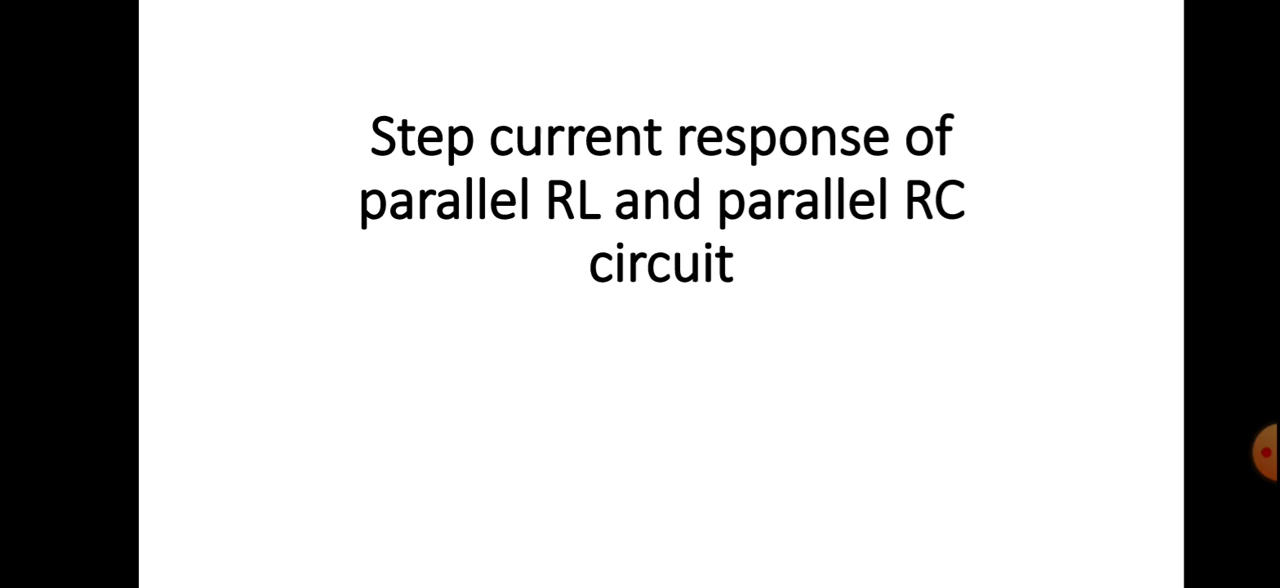 Step current response of
parallel RL and parallel RC
circuit